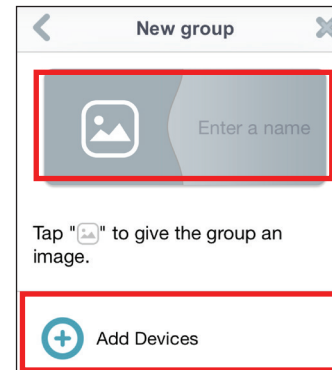 New group
Enter a name
Tap "" to give the group an
image.
Add Devices